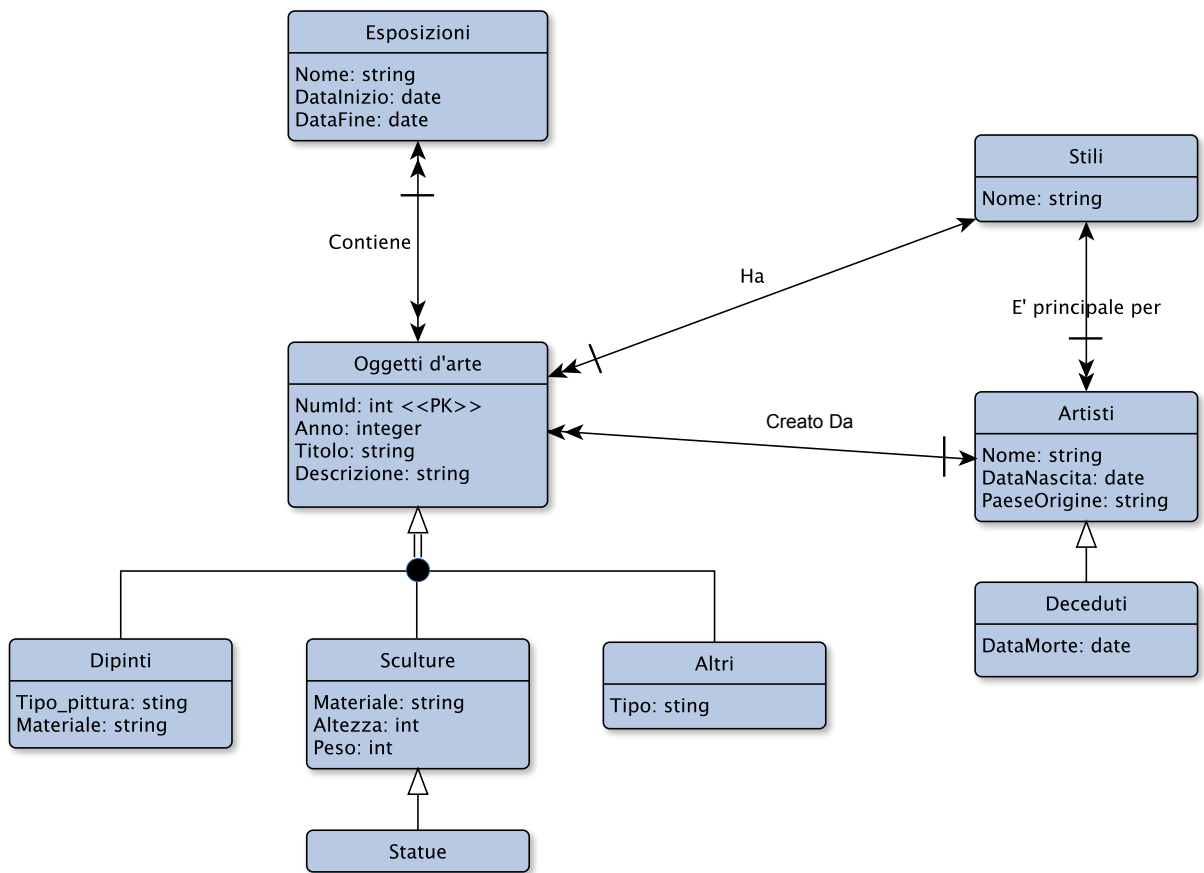 Esposizioni
Nome: string
DataInizio: date
DataFine: date
Stili
Nome: string
Contiene
Ha
E' principale per
Oggetti d'arte
NumId: int <<PK>>
Anno: integer
Titolo: string
Descrizione: string
Creato Da
Artisti
Nome: string
DataNascita: date
PaeseOrigine: string
Deceduti
DataMorte: date
Dipinti
Tipo_pittura: sting
Materiale: string
Sculture
Materiale: string
Altezza: int
Peso: int
Altri
Tipo: sting
Statue